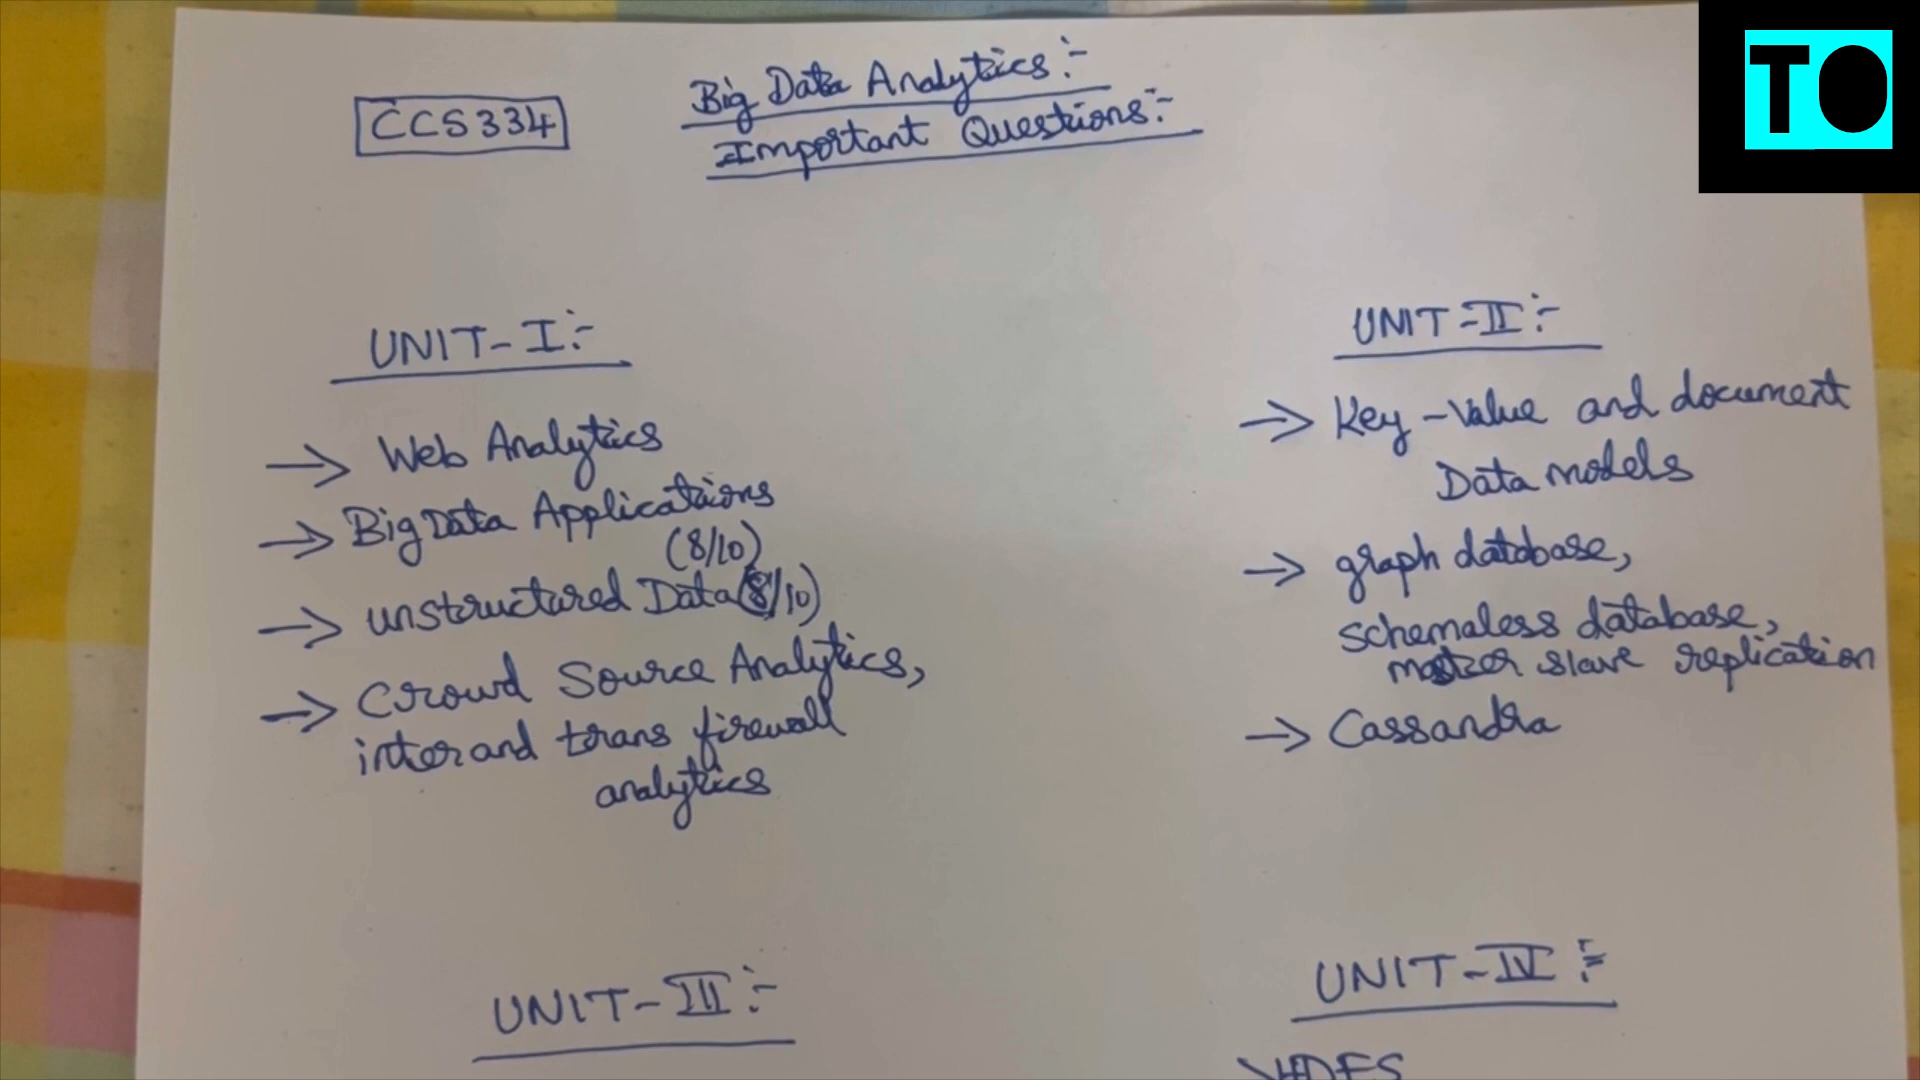 CCS334
Big Data Analytics:-
Important Questions:-
TO
UNIT-I:-
→ Web Analytics
→ Big Data Applications
(8/10)
→ unstructured Data (8/10)
→ Crowd Source Analytics,
inter and trans firewall
analytics
UNIT-II:-
→ Key-Value and document
Data models
→ graph database,
schemaless database,
master slave replication
→ Cassandra
UNIT-III:-
UNIT-IV:-
HDFS